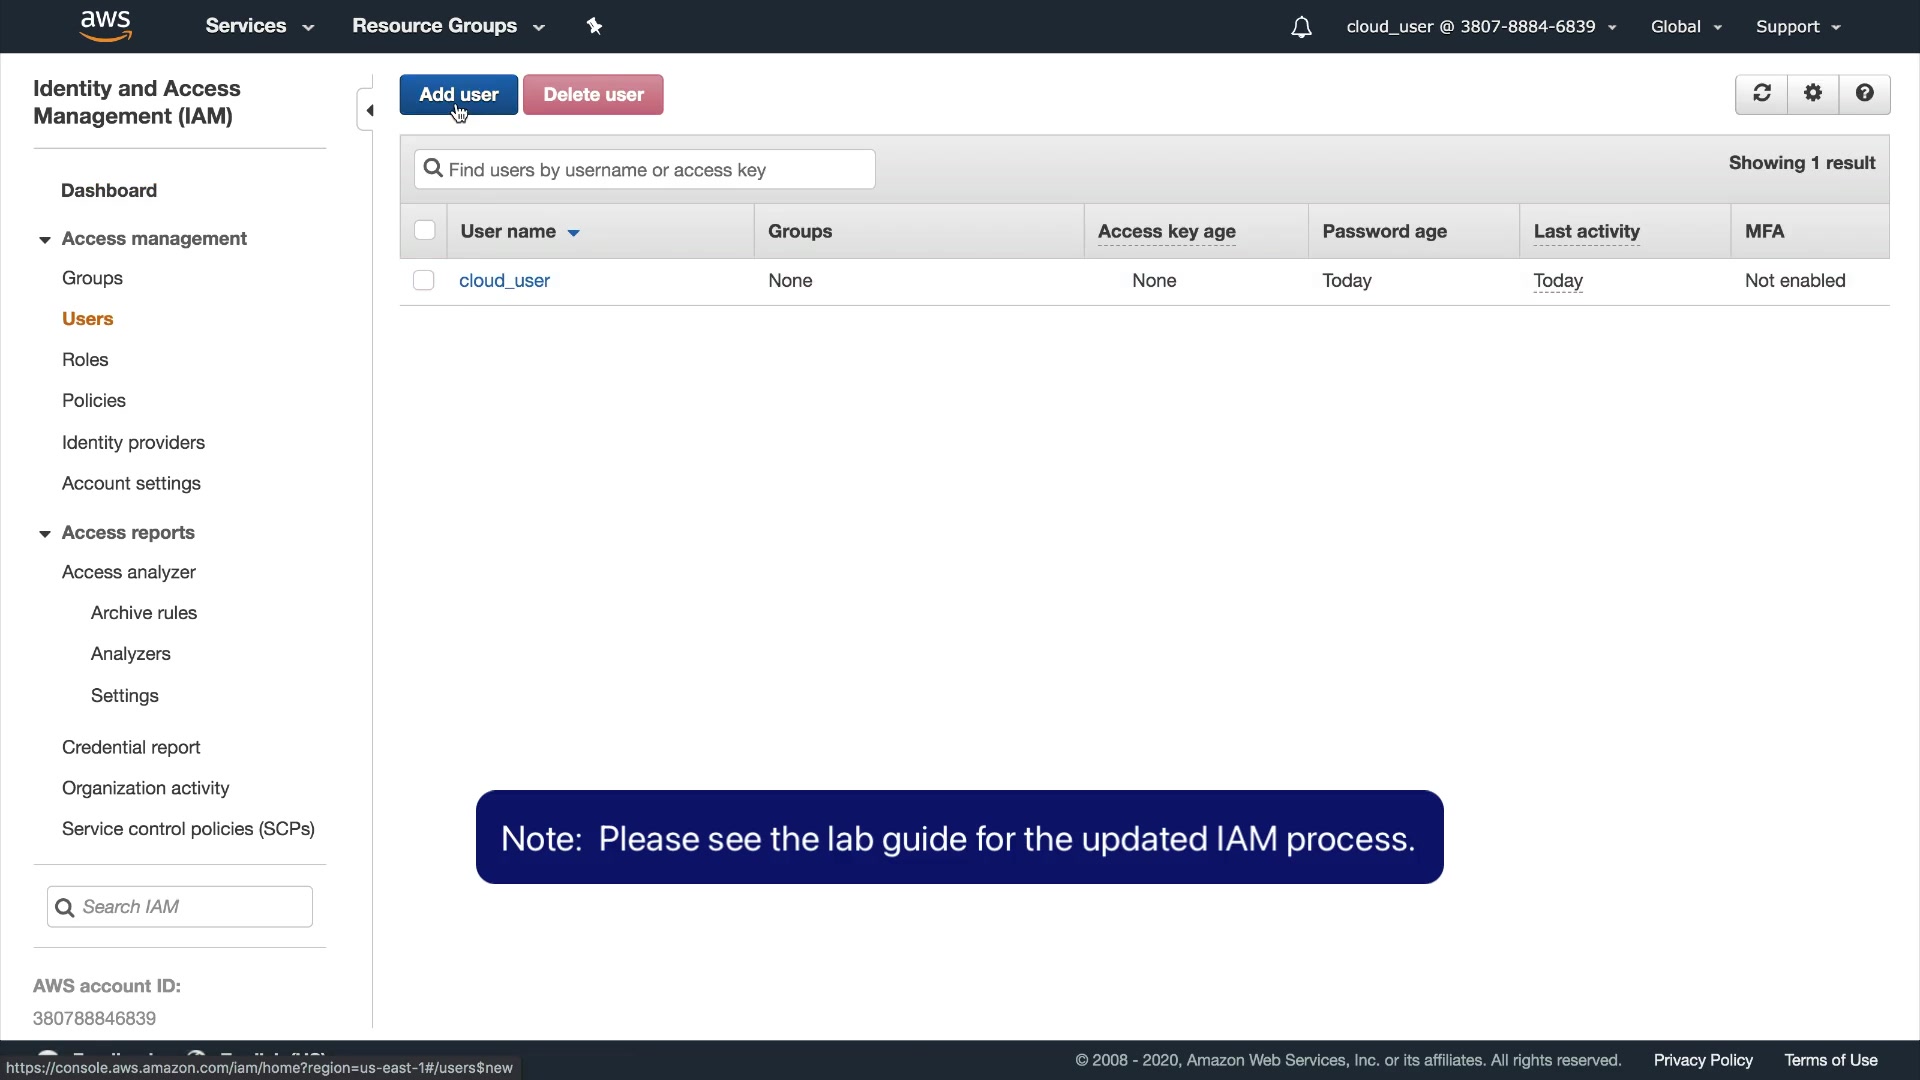 aws
Services
Resource Groups
cloud_user @ 3807-8884-6839
Global
Support
Identity and Access
Management (IAM)
Dashboard
Access management
Groups
Users
Roles
Policies
Identity providers
Account settings
Access reports
Access analyzer
Archive rules
Analyzers
Settings
Credential report
Organization activity
Service control policies (SCPs)
Search IAM
AWS account ID:
380788846839
Add user
Delete user
Find users by username or access key
Showing 1 result
User name
Groups
Access key age
Password age
Last activity
MFA
cloud_user
None
None
Today
Today
Not enabled
Note: Please see the lab guide for the updated IAM process.
https://console.aws.amazon.com/iam/home?region=us-east-1#/users$new
© 2008 - 2020, Amazon Web Services, Inc. or its affiliates. All rights reserved.
Privacy Policy
Terms of Use